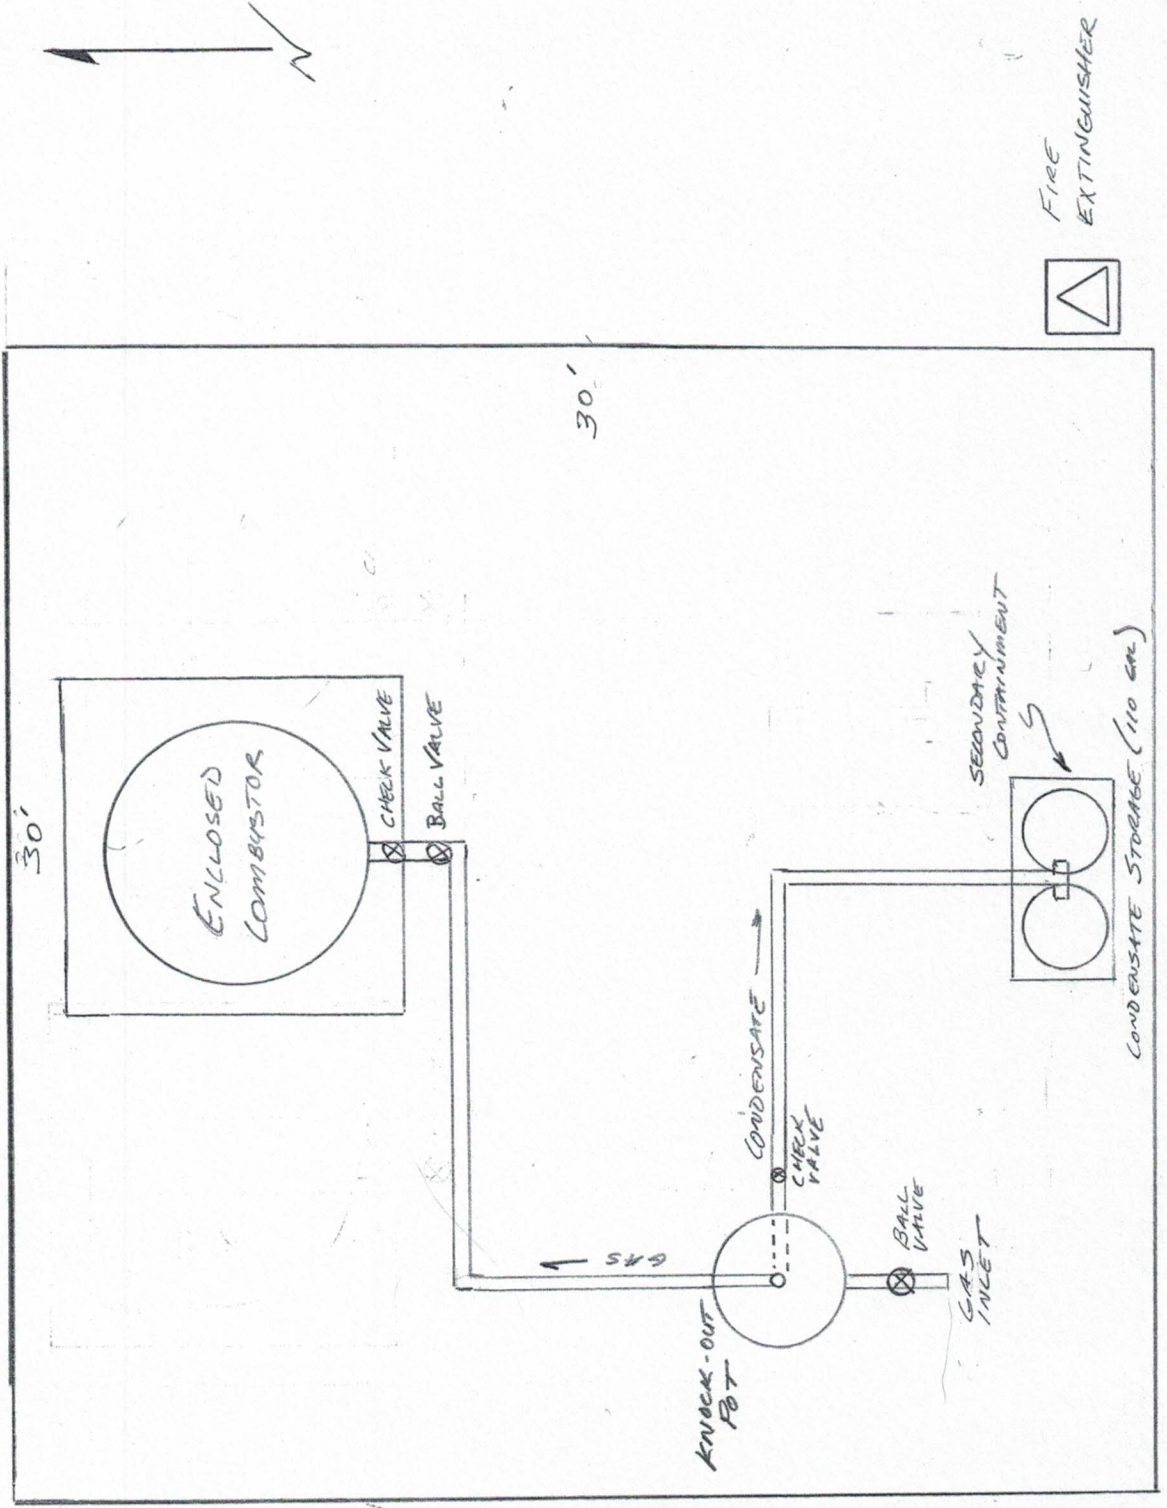 N
30'
ENCLOSED
COMBUSTOR
CHECK VALVE
BALL VALVE
30'
FIRE
EXTINGUISHER
GAS
KNOCK-OUT
POT
CONDENSATE
CHECK
VALVE
BALL
VALVE
GAS
INLET
SECONDARY
CONTAINMENT
CONDENSATE STORAGE (110 GAL)